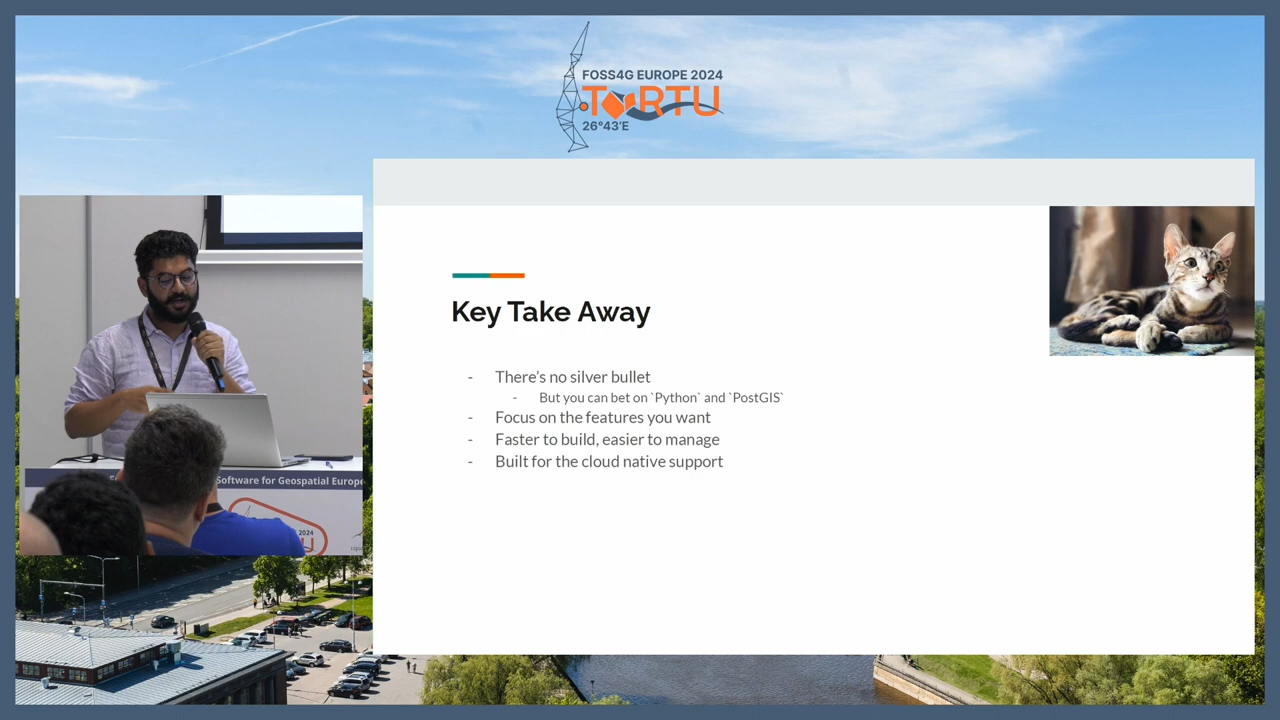 FOSS4G EUROPE 2024
TARTU
26°43'E
Key Take Away
- There's no silver bullet
- But you can bet on `Python` and `PostGIS`
- Focus on the features you want
- Faster to build, easier to manage
- Built for the cloud native support
Software for Geospatial Europe
2024